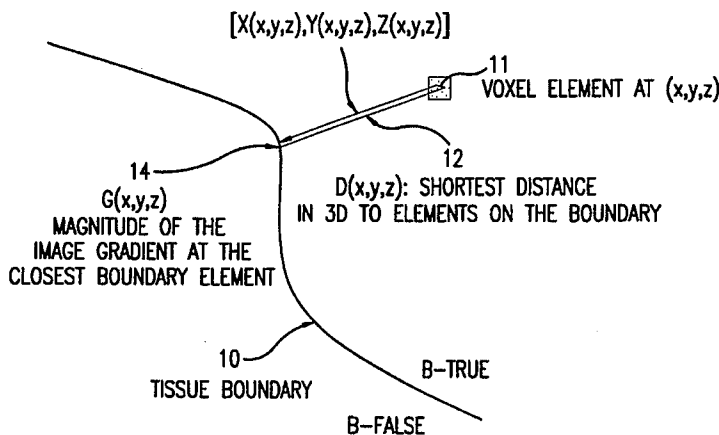 [X(x,y,z),Y(x,y,z),Z(x,y,z)]
11
VOXEL ELEMENT AT (x,y,z)
12
D(x,y,z): SHORTEST DISTANCE
IN 3D TO ELEMENTS ON THE BOUNDARY
14
G(x,y,z)
MAGNITUDE OF THE
IMAGE GRADIENT AT THE
CLOSEST BOUNDARY ELEMENT
10
TISSUE BOUNDARY
B-TRUE
B-FALSE